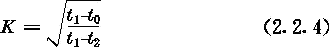 K = √((t₁-t₀)/(t₁-t₂)) (2.2.4)